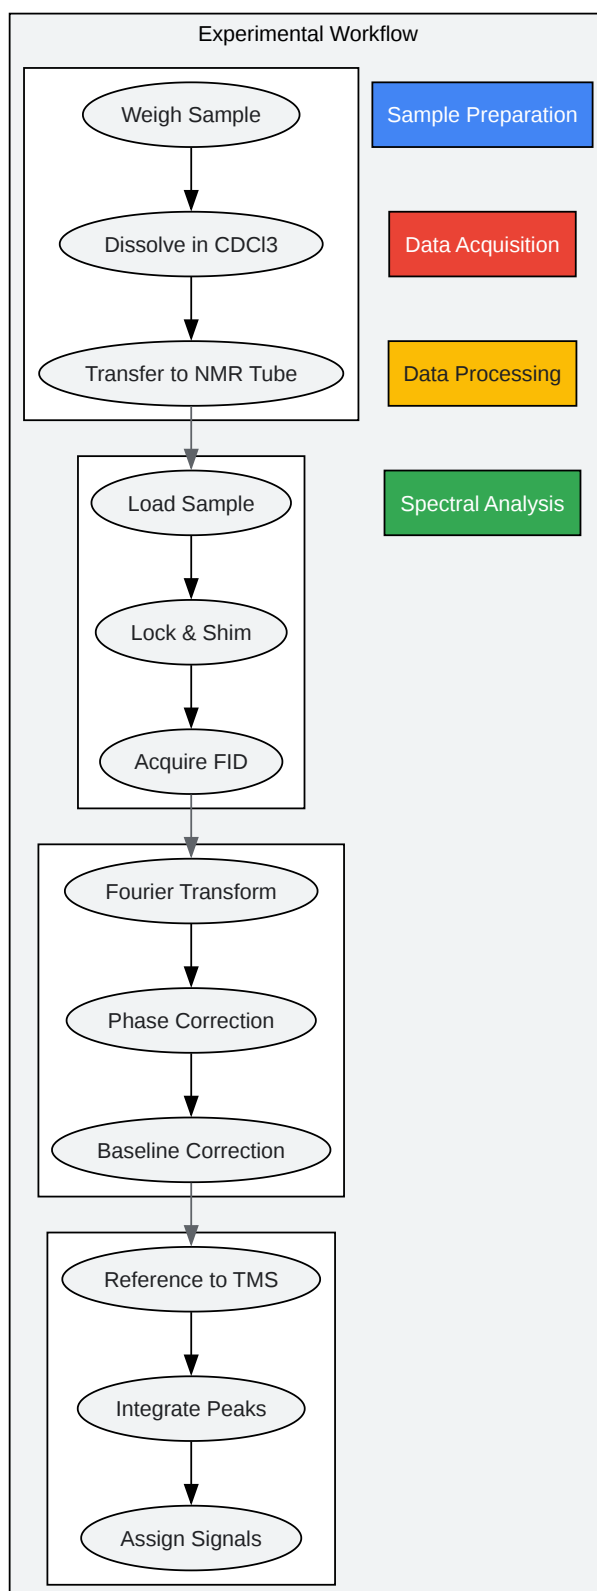 Experimental Workflow
Weigh Sample
Sample Preparation
Dissolve in CDCl3
Data Acquisition
Transfer to NMR Tube
Data Processing
Load Sample
Spectral Analysis
Lock & Shim
Acquire FID
Fourier Transform
Phase Correction
Baseline Correction
Reference to TMS
Integrate Peaks
Assign Signals